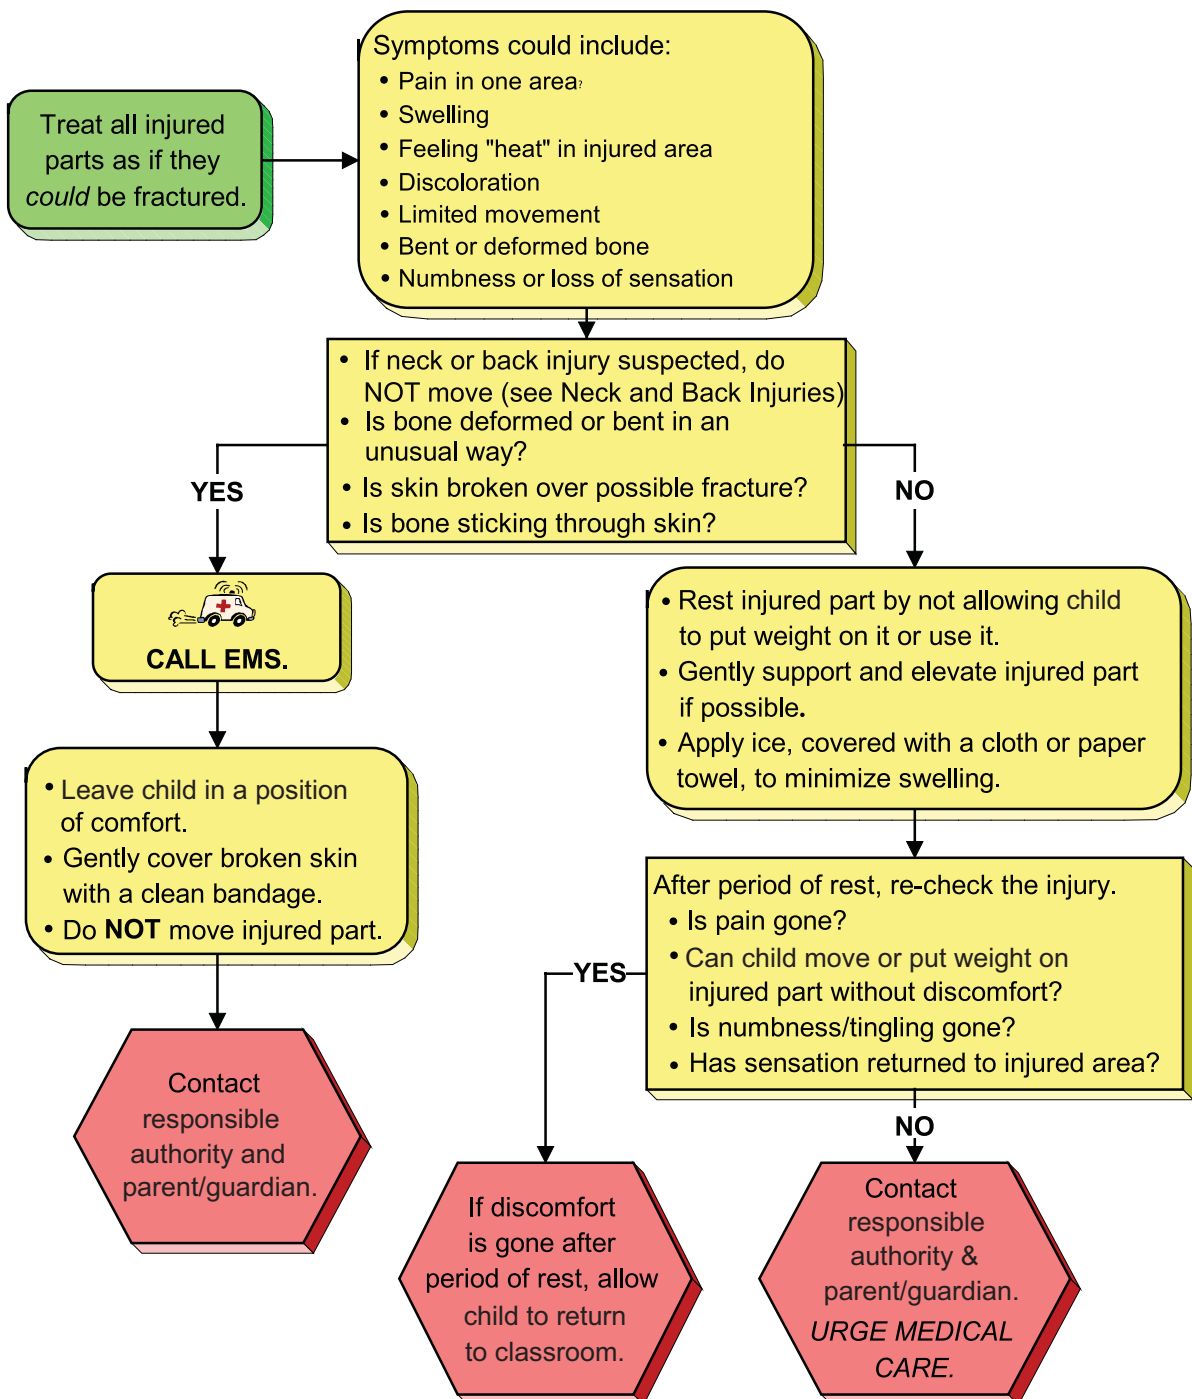 Treat all injured
parts as if they
could be fractured.
Symptoms could include:
• Pain in one area?
• Swelling
• Feeling "heat" in injured area
• Discoloration
• Limited movement
• Bent or deformed bone
• Numbness or loss of sensation
• If neck or back injury suspected, do
NOT move (see Neck and Back Injuries)
• Is bone deformed or bent in an
unusual way?
• Is skin broken over possible fracture?
• Is bone sticking through skin?
YES
NO
CALL EMS.
• Leave child in a position
of comfort.
• Gently cover broken skin
with a clean bandage.
• Do NOT move injured part.
Contact
responsible
authority and
parent/guardian.
• Rest injured part by not allowing child
to put weight on it or use it.
• Gently support and elevate injured part
if possible.
• Apply ice, covered with a cloth or paper
towel, to minimize swelling.
After period of rest, re-check the injury.
• Is pain gone?
• Can child move or put weight on
injured part without discomfort?
• Is numbness/tingling gone?
• Has sensation returned to injured area?
YES
NO
If discomfort
is gone after
period of rest, allow
child to return
to classroom.
Contact
responsible
authority &
parent/guardian.
URGE MEDICAL
CARE.